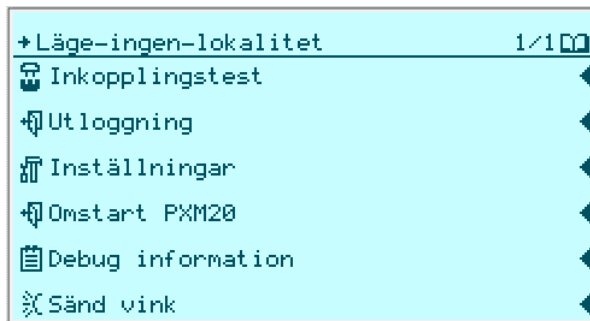 Läge-ingen-lokalitet 1/1
Inkopplingstest
Utloggning
Inställningar
Omstart PXM20
Debug information
Sänd vink